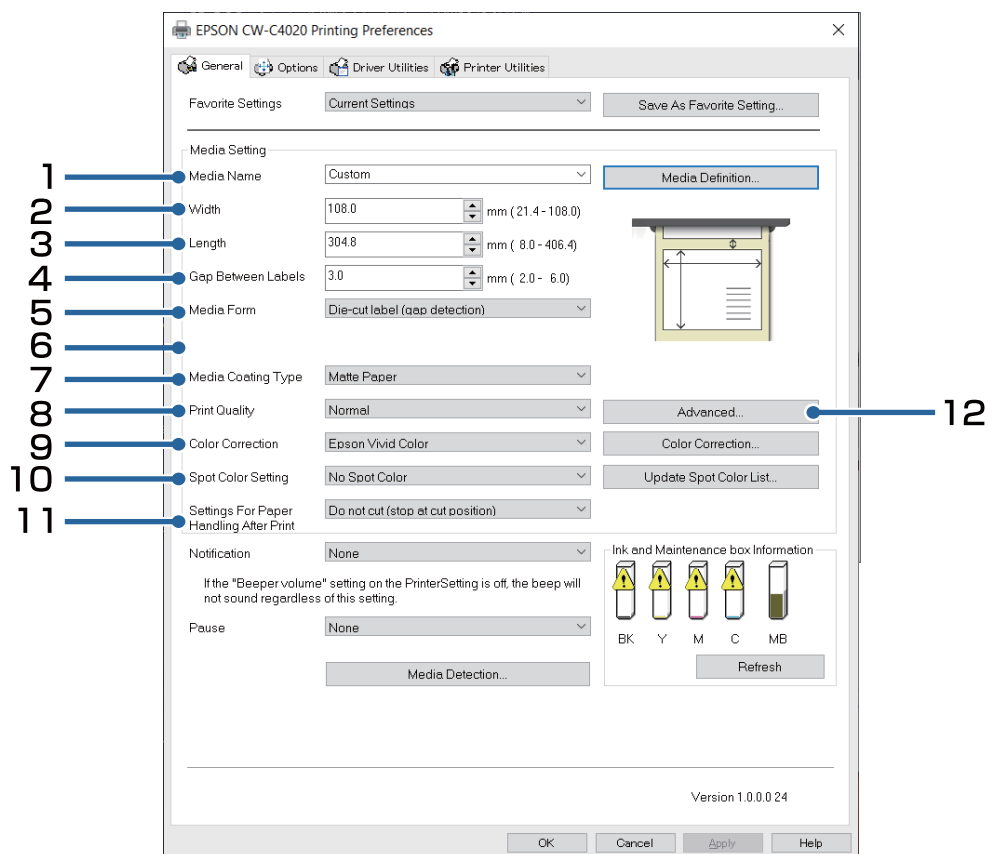 EPSON CW-C4020 Printing Preferences
General Options Driver Utilities Printer Utilities
Favorite Settings Current Settings Save As Favorite Setting...
Media Setting
1 Media Name Custom Media Definition...
2 Width 108.0 mm ( 21.4 - 108.0)
3 Length 304.8 mm ( 8.0 - 406.4)
4 Gap Between Labels 3.0 mm ( 2.0 - 6.0)
5 Media Form Die-cut label (gap detection)
6
7 Media Coating Type Matte Paper
8 Print Quality Normal Advanced... 12
9 Color Correction Epson Vivid Color Color Correction...
10 Spot Color Setting No Spot Color Update Spot Color List...
11 Settings For Paper Do not cut (stop at cut position)
Handling After Print
Notification None Ink and Maintenance box Information
If the "Beeper volume" setting on the PrinterSetting is off, the beep will
not sound regardless of this setting.
Pause None BK Y M C MB
Media Detection... Refresh
Version 1.0.0.0 24
OK Cancel Apply Help